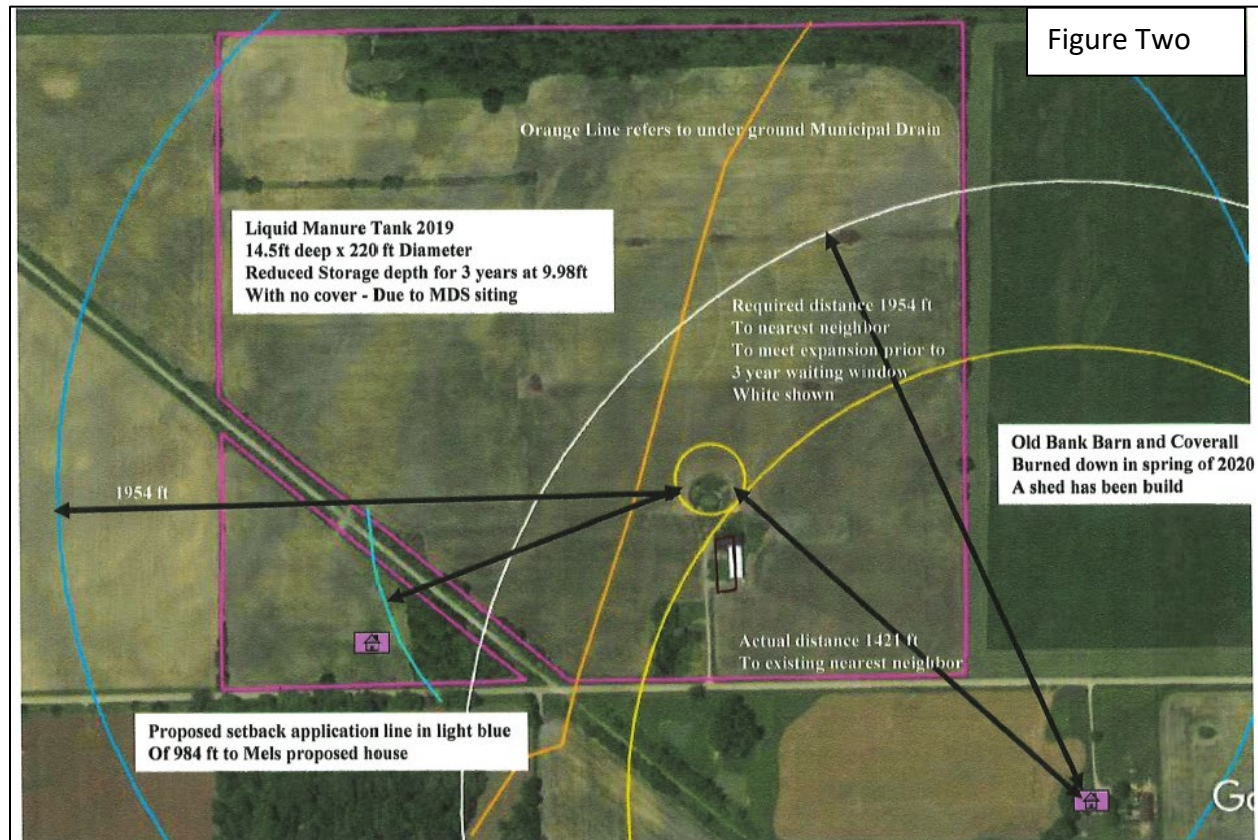 Figure Two
Orange Line refers to under ground Municipal Drain
Liquid Manure Tank 2019
14.5ft deep x 220 ft Diameter
Reduced Storage depth for 3 years at 9.98ft
With no cover - Due to MDS siting
Required distance 1954 ft
To nearest neighbor
To meet expansion prior to
3 year waiting window
White shown
Old Bank Barn and Coverall
Burned down in spring of 2020
A shed has been build
1954 ft
Actual distance 1421 ft
To existing nearest neighbor
Proposed setback application line in light blue
Of 984 ft to Mels proposed house
Go